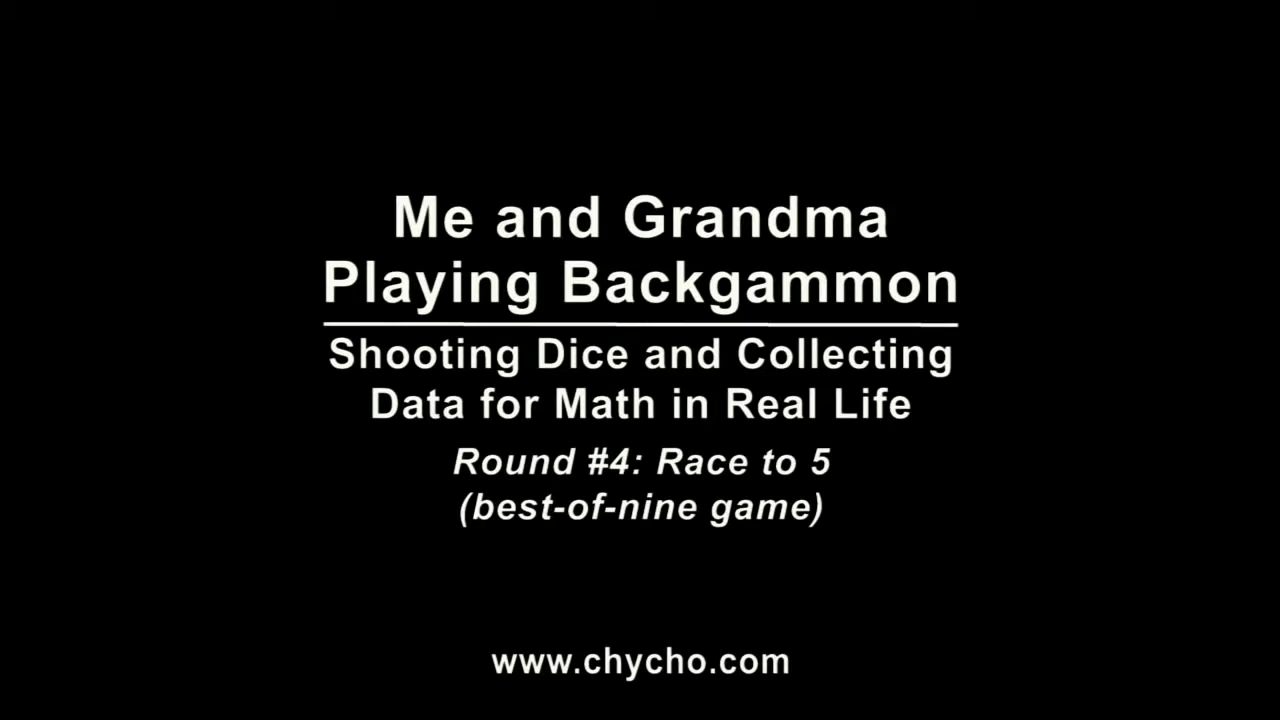 Me and Grandma
Playing Backgammon
Shooting Dice and Collecting
Data for Math in Real Life
Round #4: Race to 5
(best-of-nine game)
www.chycho.com